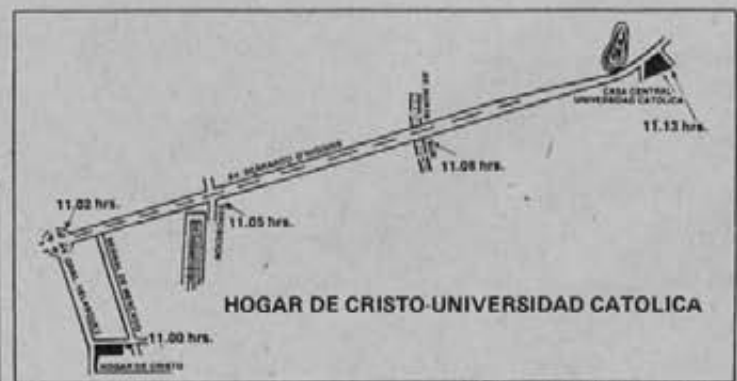 CASA CENTRAL
UNIVERSIDAD CATOLICA
11.13 hrs.
Av. BERNARDO O'HIGGINS
11.08 hrs.
11.02 hrs.
11.05 hrs.
HOGAR DE CRISTO-UNIVERSIDAD CATOLICA
11.00 hrs.
HOGAR DE CRISTO